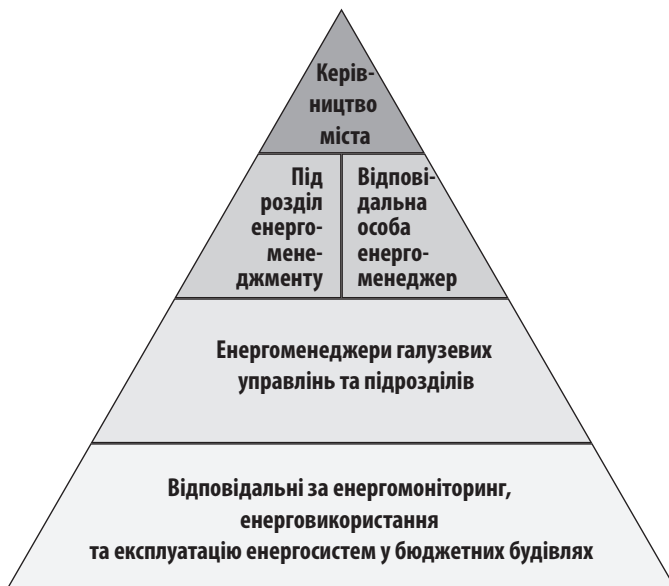 Керів-
ництво
міста
Під
розділ
енерго-
мене-
джменту
Відпові-
дальна
особа
енерго-
менеджер
Енергоменеджери галузевих
управлінь та підрозділів
Відповідальні за енергомоніторинг,
енерговикористання
та експлуатацію енергосистем у бюджетних будівлях